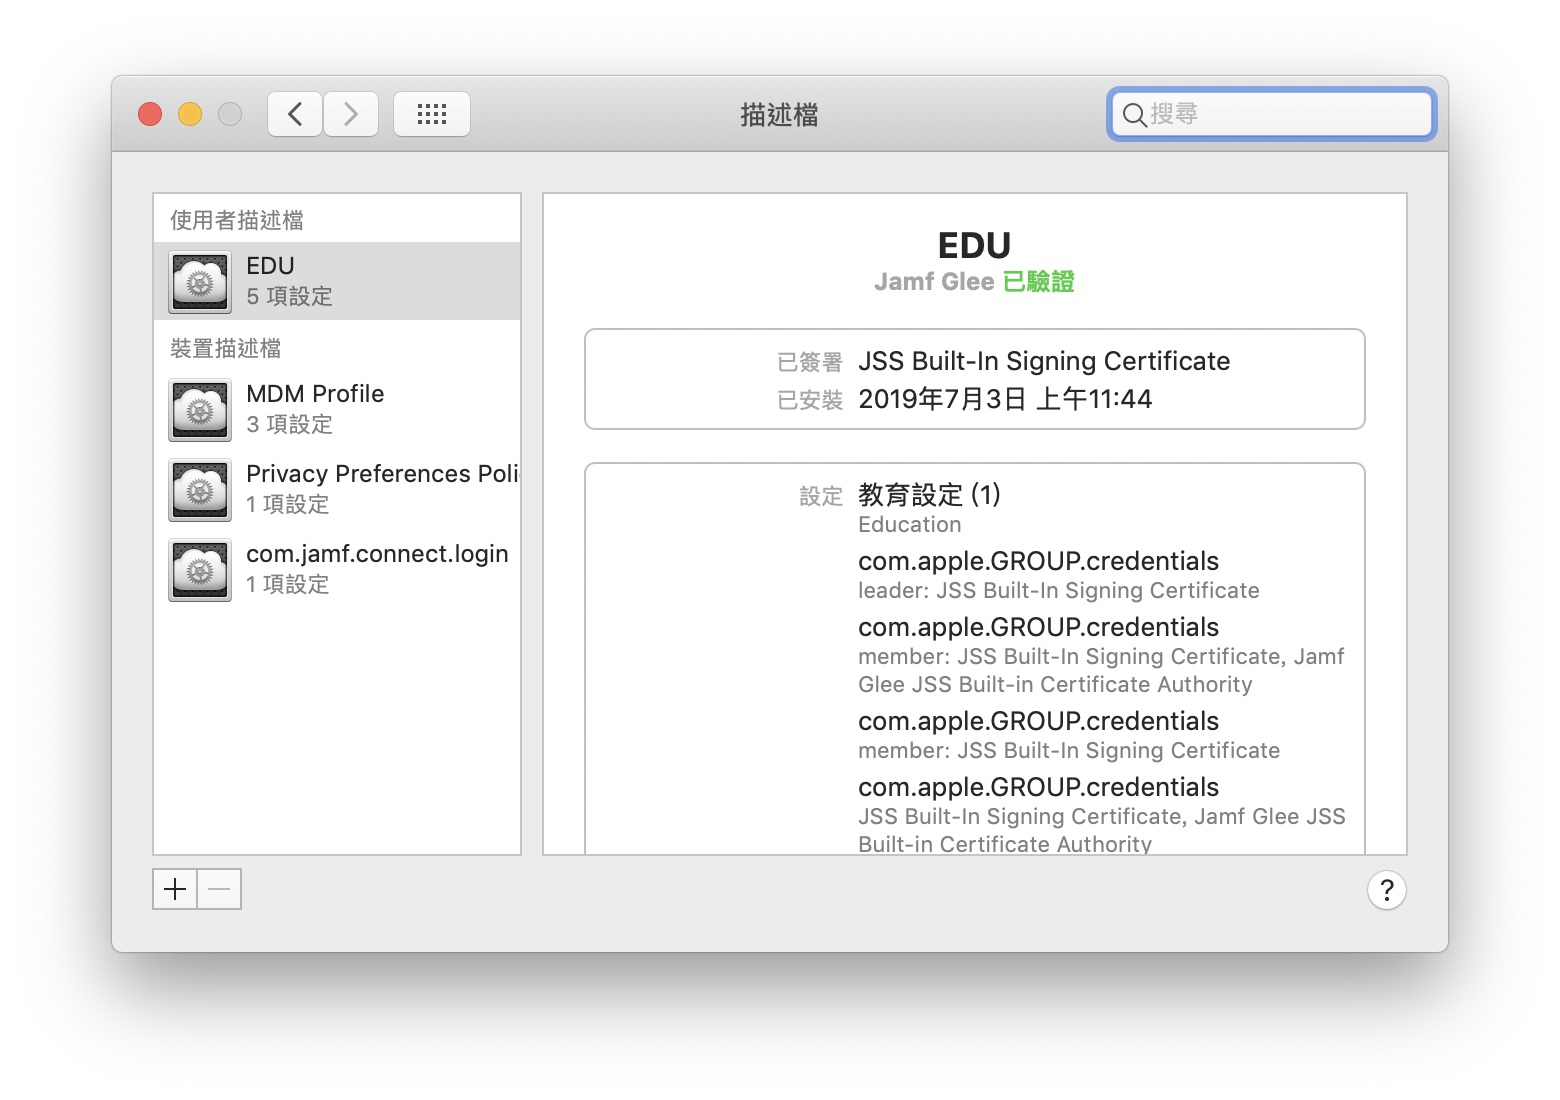 描述檔
搜尋
使用者描述檔
EDU
5 項設定
裝置描述檔
MDM Profile
3 項設定
Privacy Preferences Poli
1 項設定
com.jamf.connect.login
1 項設定
EDU
Jamf Glee 已驗證
已簽署 JSS Built-In Signing Certificate
已安裝 2019年7月3日 上午11:44
設定 教育設定 (1)
Education
com.apple.GROUP.credentials
leader: JSS Built-In Signing Certificate
com.apple.GROUP.credentials
member: JSS Built-In Signing Certificate, Jamf
Glee JSS Built-in Certificate Authority
com.apple.GROUP.credentials
member: JSS Built-In Signing Certificate
com.apple.GROUP.credentials
JSS Built-In Signing Certificate, Jamf Glee JSS
Built-in Certificate Authority
?